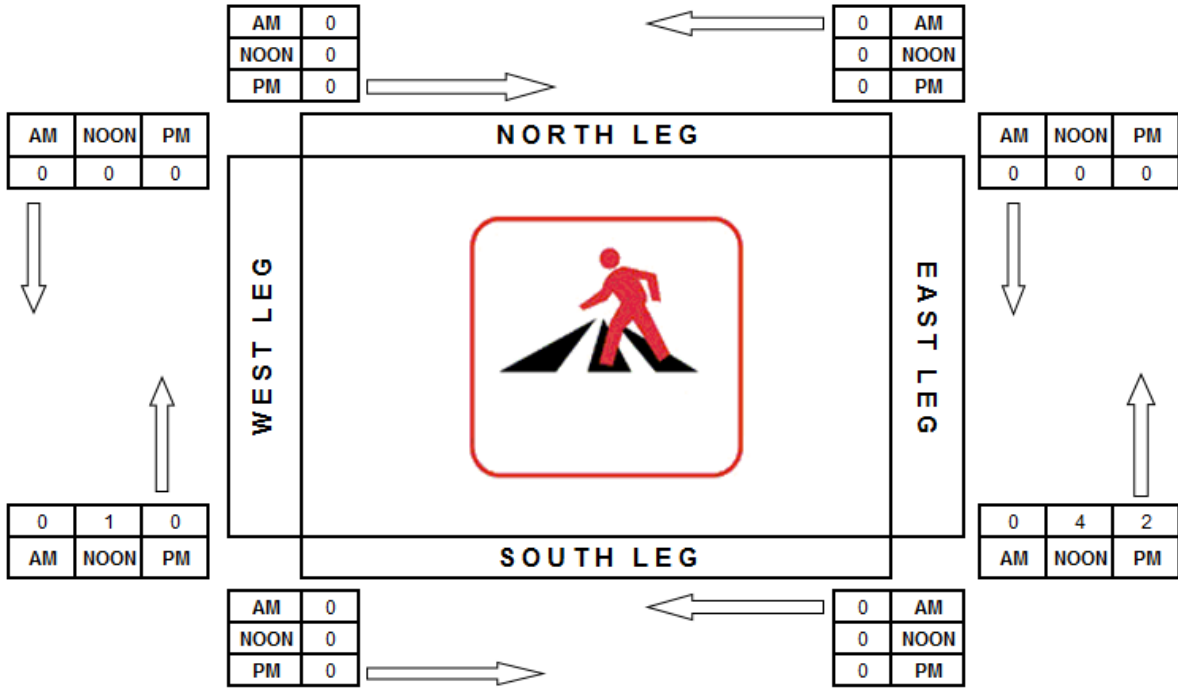 AM 0
NOON 0
PM 0
0 AM
0 NOON
0 PM
AM NOON PM
0 0 0
NORTH LEG
AM NOON PM
0 0 0
WEST LEG
EAST LEG
0 1 0
AM NOON PM
SOUTH LEG
0 4 2
AM NOON PM
AM 0
NOON 0
PM 0
0 AM
0 NOON
0 PM